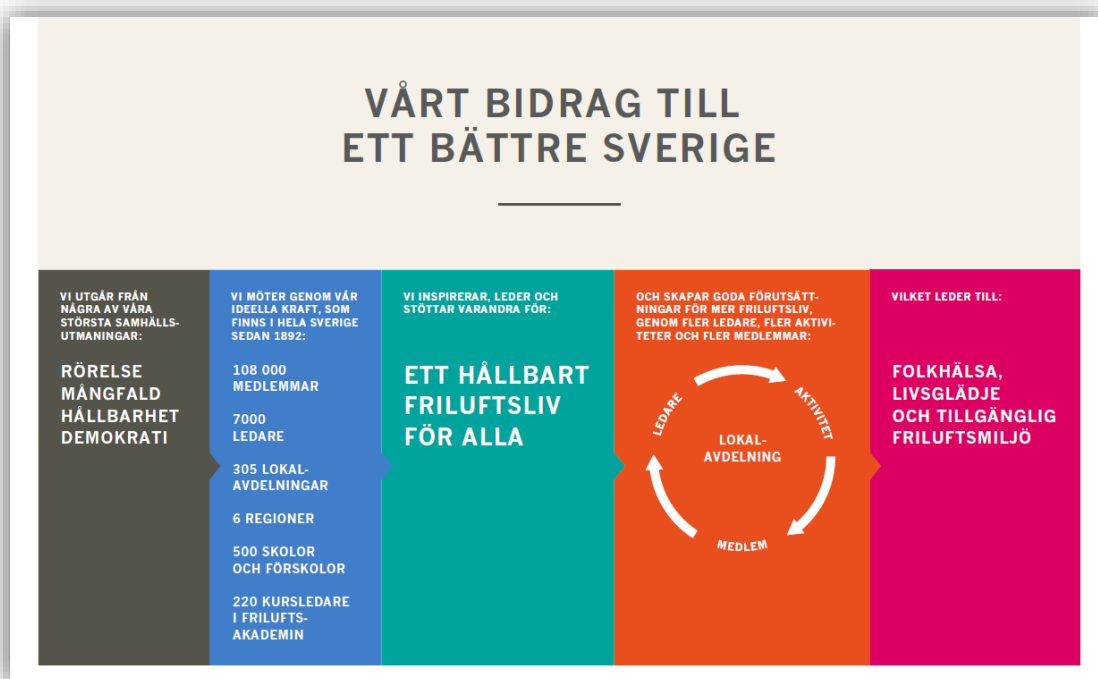 VÅRT BIDRAG TILL
ETT BÄTTRE SVERIGE
VI UTGÅR FRÅN
NÅGRA AV VÅRA
STÖRSTA SAMHÄLLS-
UTMANINGAR:
RÖRELSE
MÅNGFALD
HÅLLBARHET
DEMOKRATI
VI MÖTER GENOM VÅR
IDEELLA KRAFT, SOM
FINNS I HELA SVERIGE
SEDAN 1892:
108 000
MEDLEMMAR
7000
LEDARE
305 LOKAL-
AVDELNINGAR
6 REGIONER
500 SKOLOR
OCH FÖRSKOLOR
220 KURSLEDARE
I FRILUFTS-
AKADEMIN
VI INSPIRERAR, LEDER OCH
STÖTTAR VARANDRA FÖR:
ETT HÅLLBART
FRILUFTSLIV
FÖR ALLA
OCH SKAPAR GODA FÖRUTSÄTT-
NINGAR FÖR MER FRILUFTSLIV,
GENOM FLER LEDARE, FLER AKTIVI-
TETER OCH FLER MEDLEMMAR:
LEDARE
AKTIVITET
LOKAL-
AVDELNING
MEDLEM
VILKET LEDER TILL:
FOLKHÄLSA,
LIVSGLÄDJE
OCH TILLGÄNGLIG
FRILUFTSMILJÖ